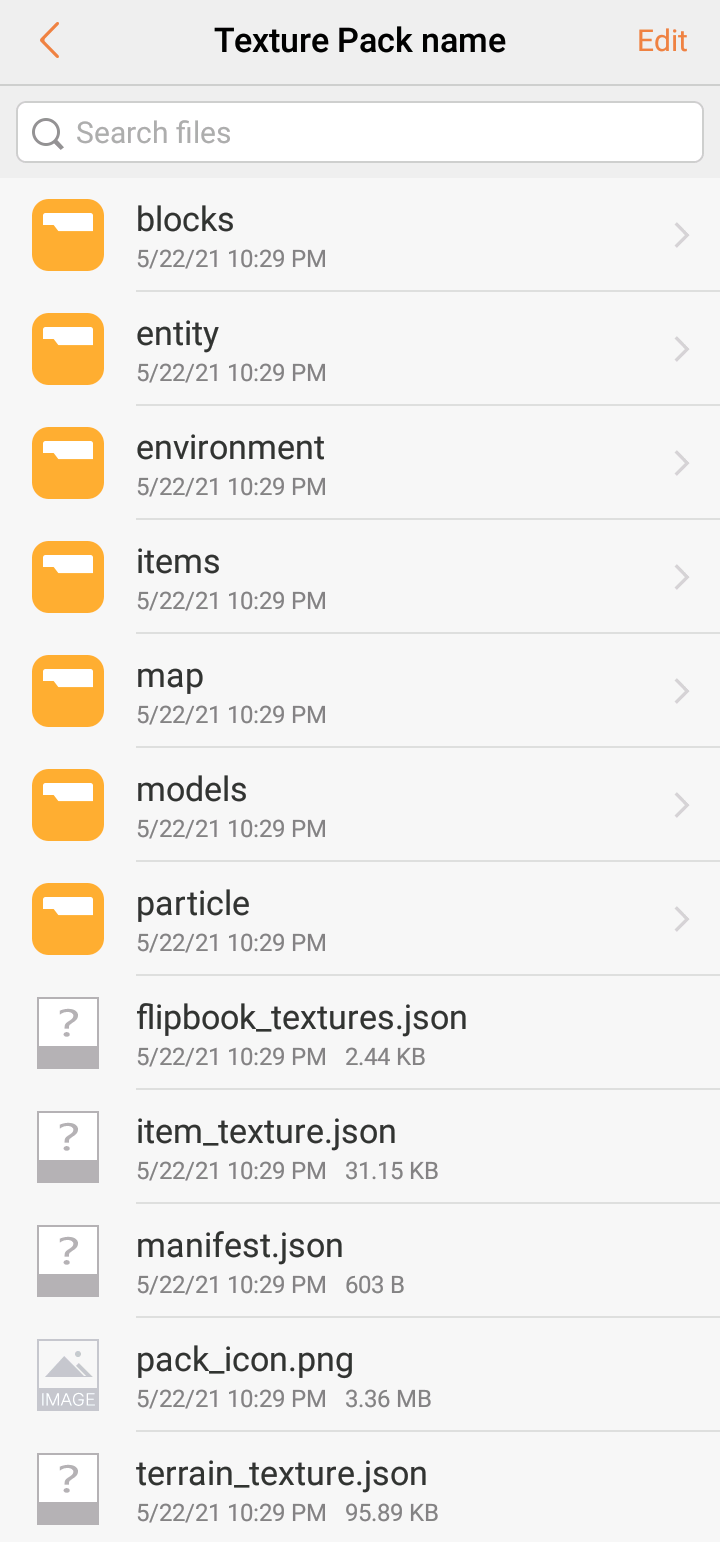 Texture Pack name
Edit
Search files
blocks
5/22/21 10:29 PM
entity
5/22/21 10:29 PM
environment
5/22/21 10:29 PM
items
5/22/21 10:29 PM
map
5/22/21 10:29 PM
models
5/22/21 10:29 PM
particle
5/22/21 10:29 PM
?
flipbook_textures.json
5/22/21 10:29 PM 2.44 KB
?
item_texture.json
5/22/21 10:29 PM 31.15 KB
?
manifest.json
5/22/21 10:29 PM 603 B
IMAGE
pack_icon.png
5/22/21 10:29 PM 3.36 MB
?
terrain_texture.json
5/22/21 10:29 PM 95.89 KB